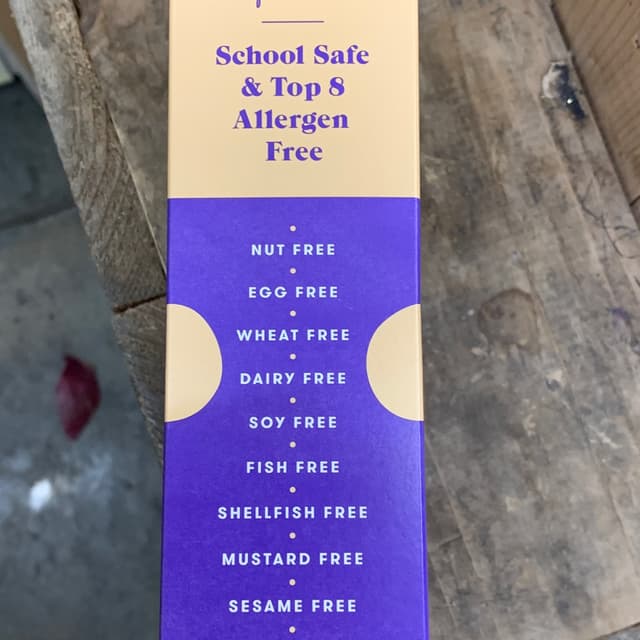 School Safe
& Top 8
Allergen
Free
NUT FREE
EGG FREE
WHEAT FREE
DAIRY FREE
SOY FREE
FISH FREE
SHELLFISH FREE
MUSTARD FREE
SESAME FREE